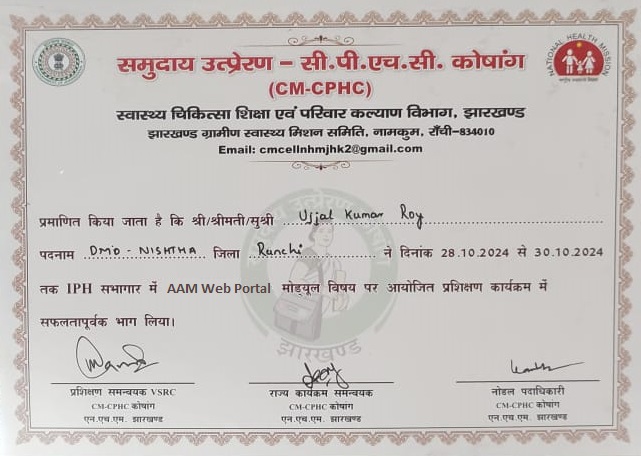 NATIONAL HEALTH MISSION
समुदाय उत्प्रेरण – सी.पी.एच.सी. कोषांग
(CM-CPHC)
स्वास्थ्य चिकित्सा शिक्षा एवं परिवार कल्याण विभाग, झारखण्ड
झारखण्ड ग्रामीण स्वास्थ्य मिशन समिति, नामकुम, राँची-834010
Email: cmcellnhmjhk2@gmail.com
प्रमाणित किया जाता है कि श्री/श्रीमती/सुश्री Ujjal Kumar Roy
पदनाम DMO - NISHTHA जिला Ranchi ने दिनांक 28.10.2024 से 30.10.2024
तक IPH सभागार में AAM Web Portal मोड्यूल विषय पर आयोजित प्रशिक्षण कार्यक्रम में
सफलतापूर्वक भाग लिया।
झारखण्ड
प्रशिक्षण समन्वयक VSRC राज्य कार्यक्रम समन्वयक नोडल पदाधिकारी
CM-CPHC कोषांग CM-CPHC कोषांग CM-CPHC कोषांग
एन.एच.एम. झारखण्ड एन.एच.एम. झारखण्ड एन.एच.एम. झारखण्ड